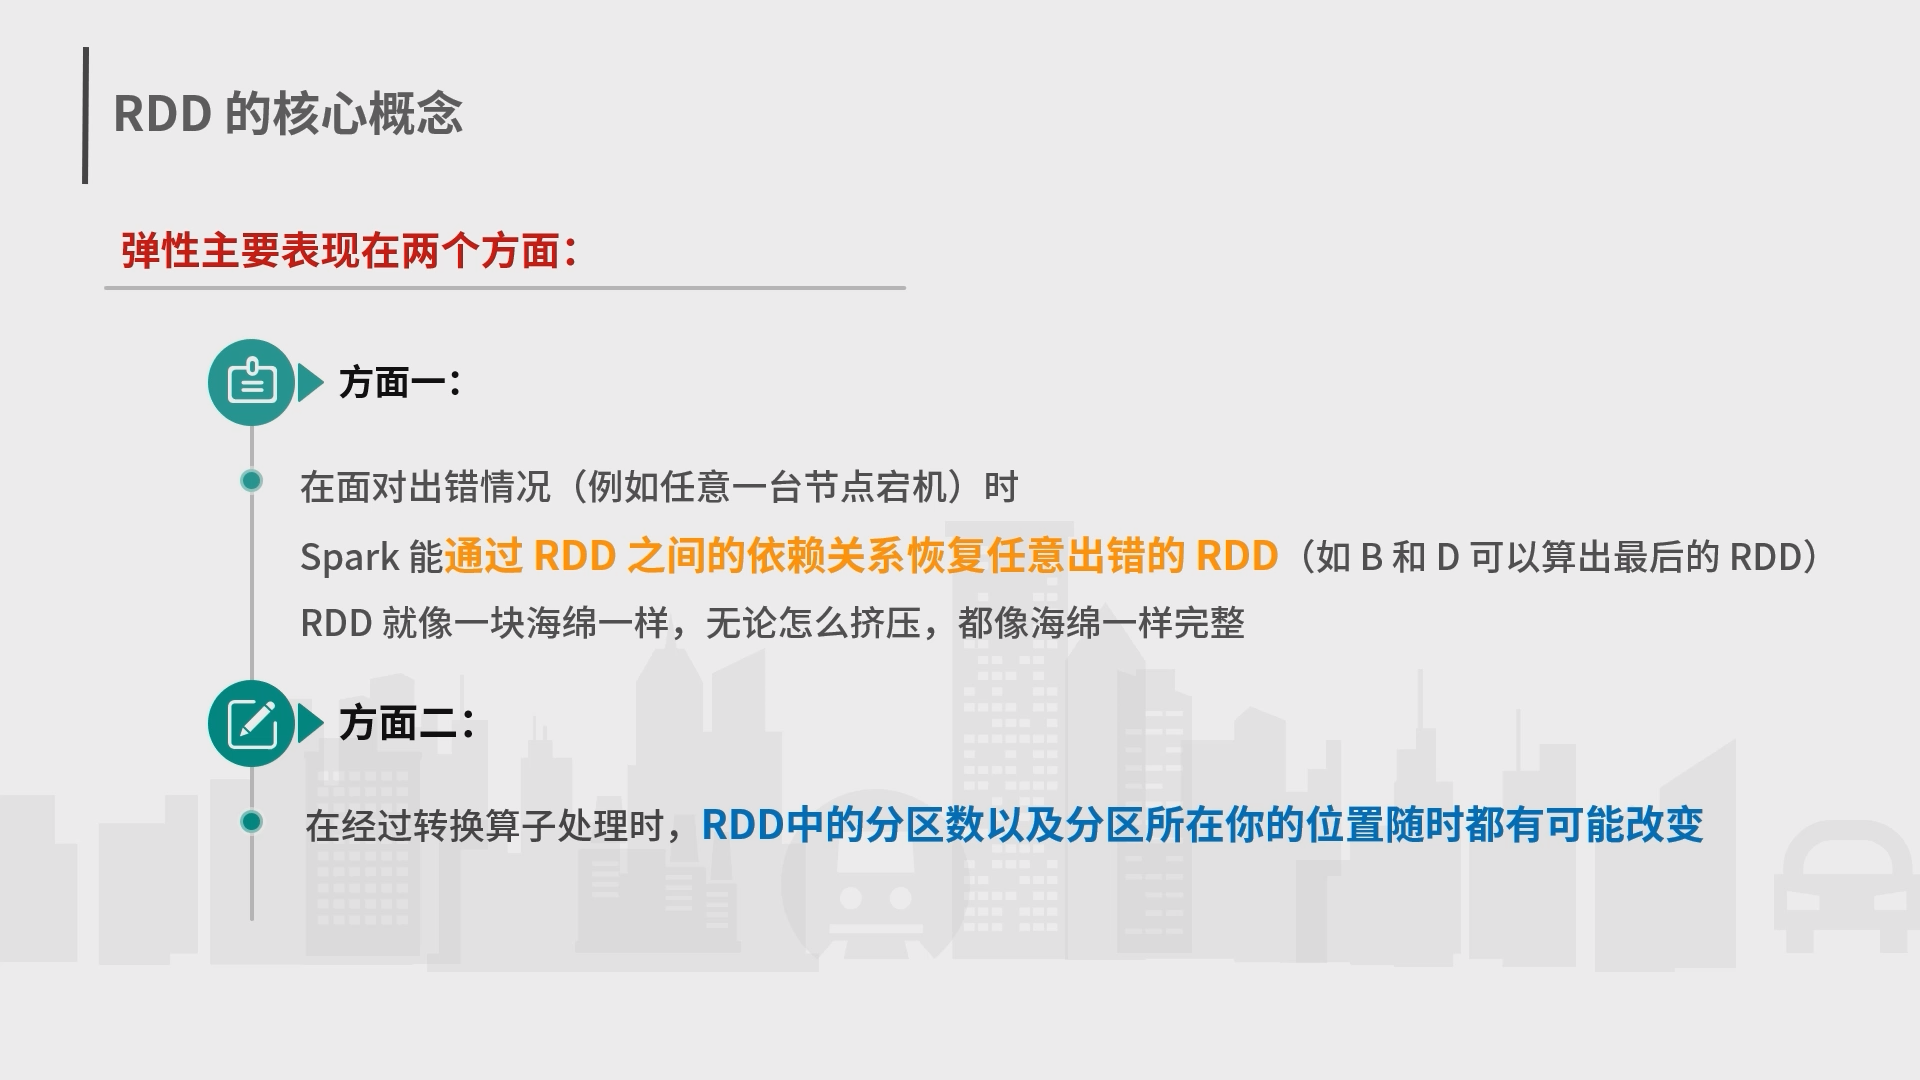 RDD 的核心概念
弹性主要表现在两个方面：
方面一：
在面对出错情况（例如任意一台节点宕机）时
Spark 能通过 RDD 之间的依赖关系恢复任意出错的 RDD（如 B 和 D 可以算出最后的 RDD）
RDD 就像一块海绵一样，无论怎么挤压，都像海绵一样完整
方面二：
在经过转换算子处理时，RDD中的分区数以及分区所在你的位置随时都有可能改变